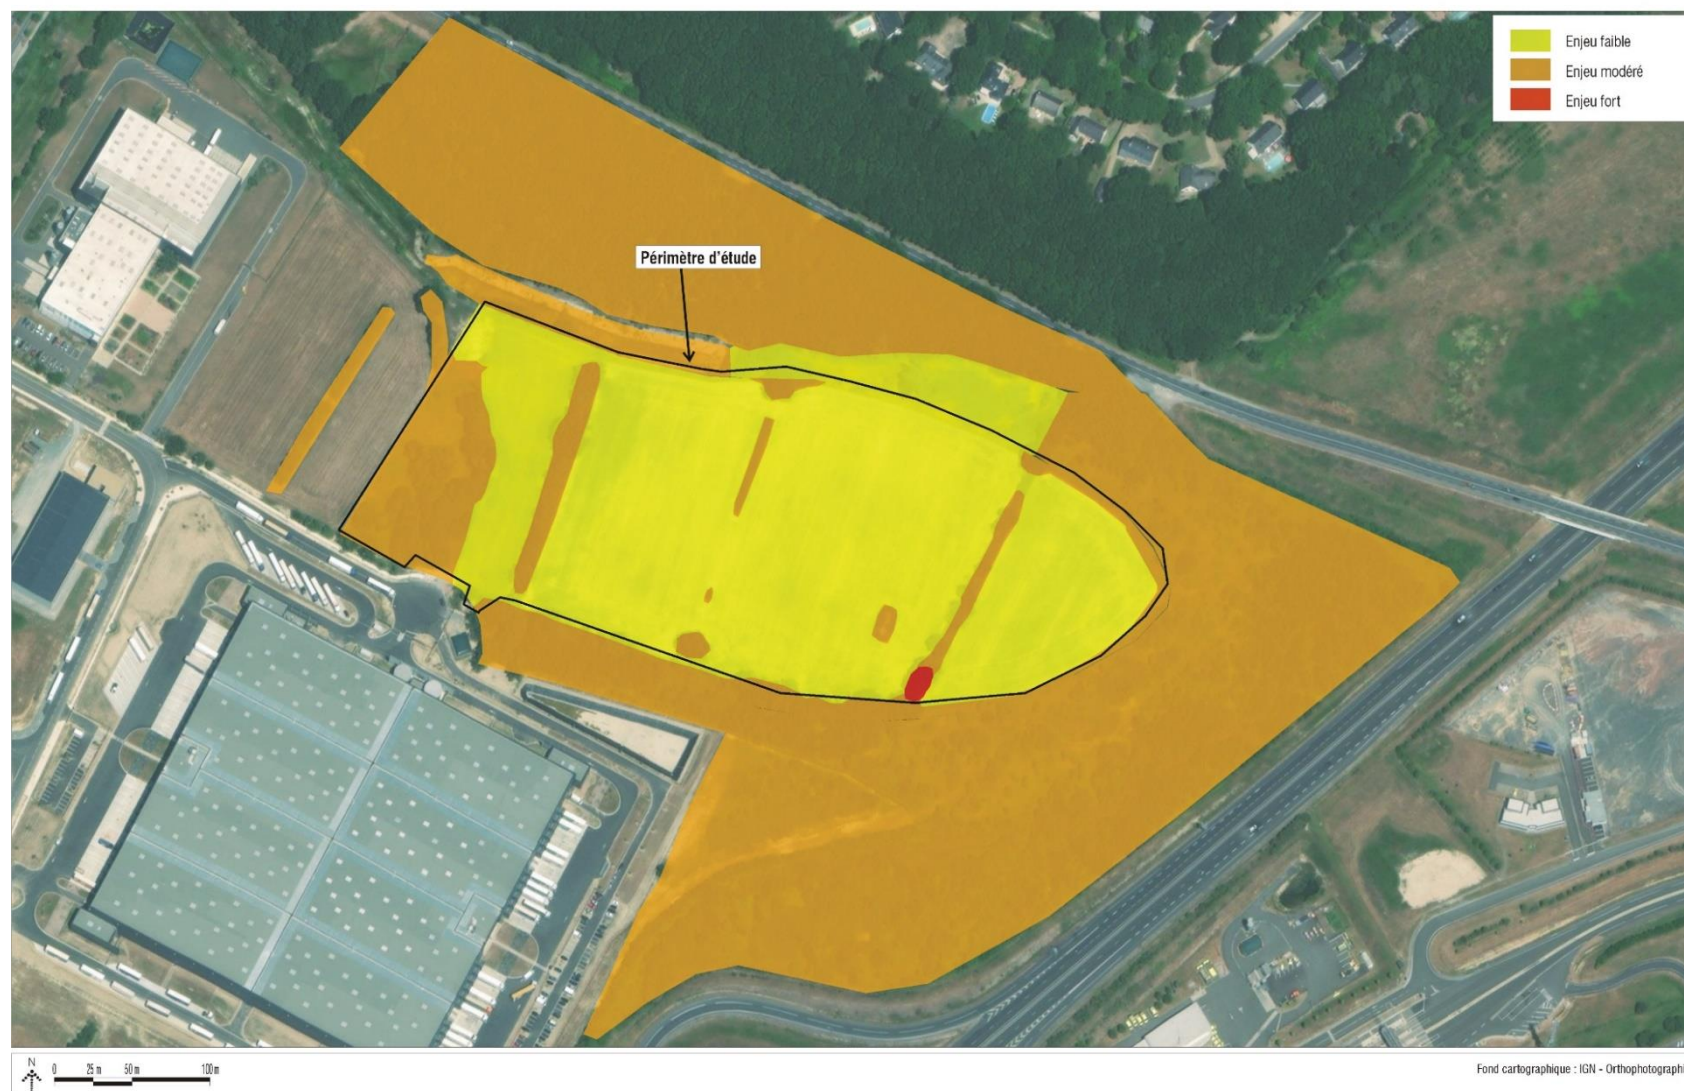 Enjeu faible
Enjeu modéré
Enjeu fort
Périmètre d'étude
N
0 25 m 50 m 100 m
Fond cartographique : IGN - Orthophotographi